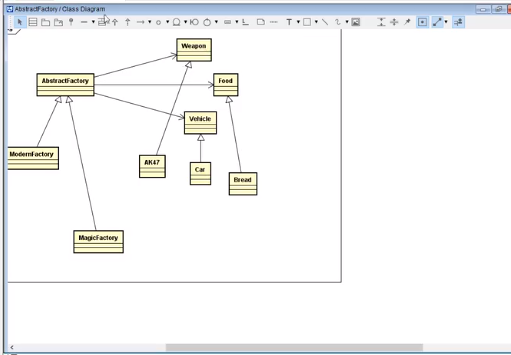 AbstractFactory / Class Diagram
Weapon
AbstractFactory
Food
Vehicle
ModernFactory
AK47
Car
Bread
MagicFactory